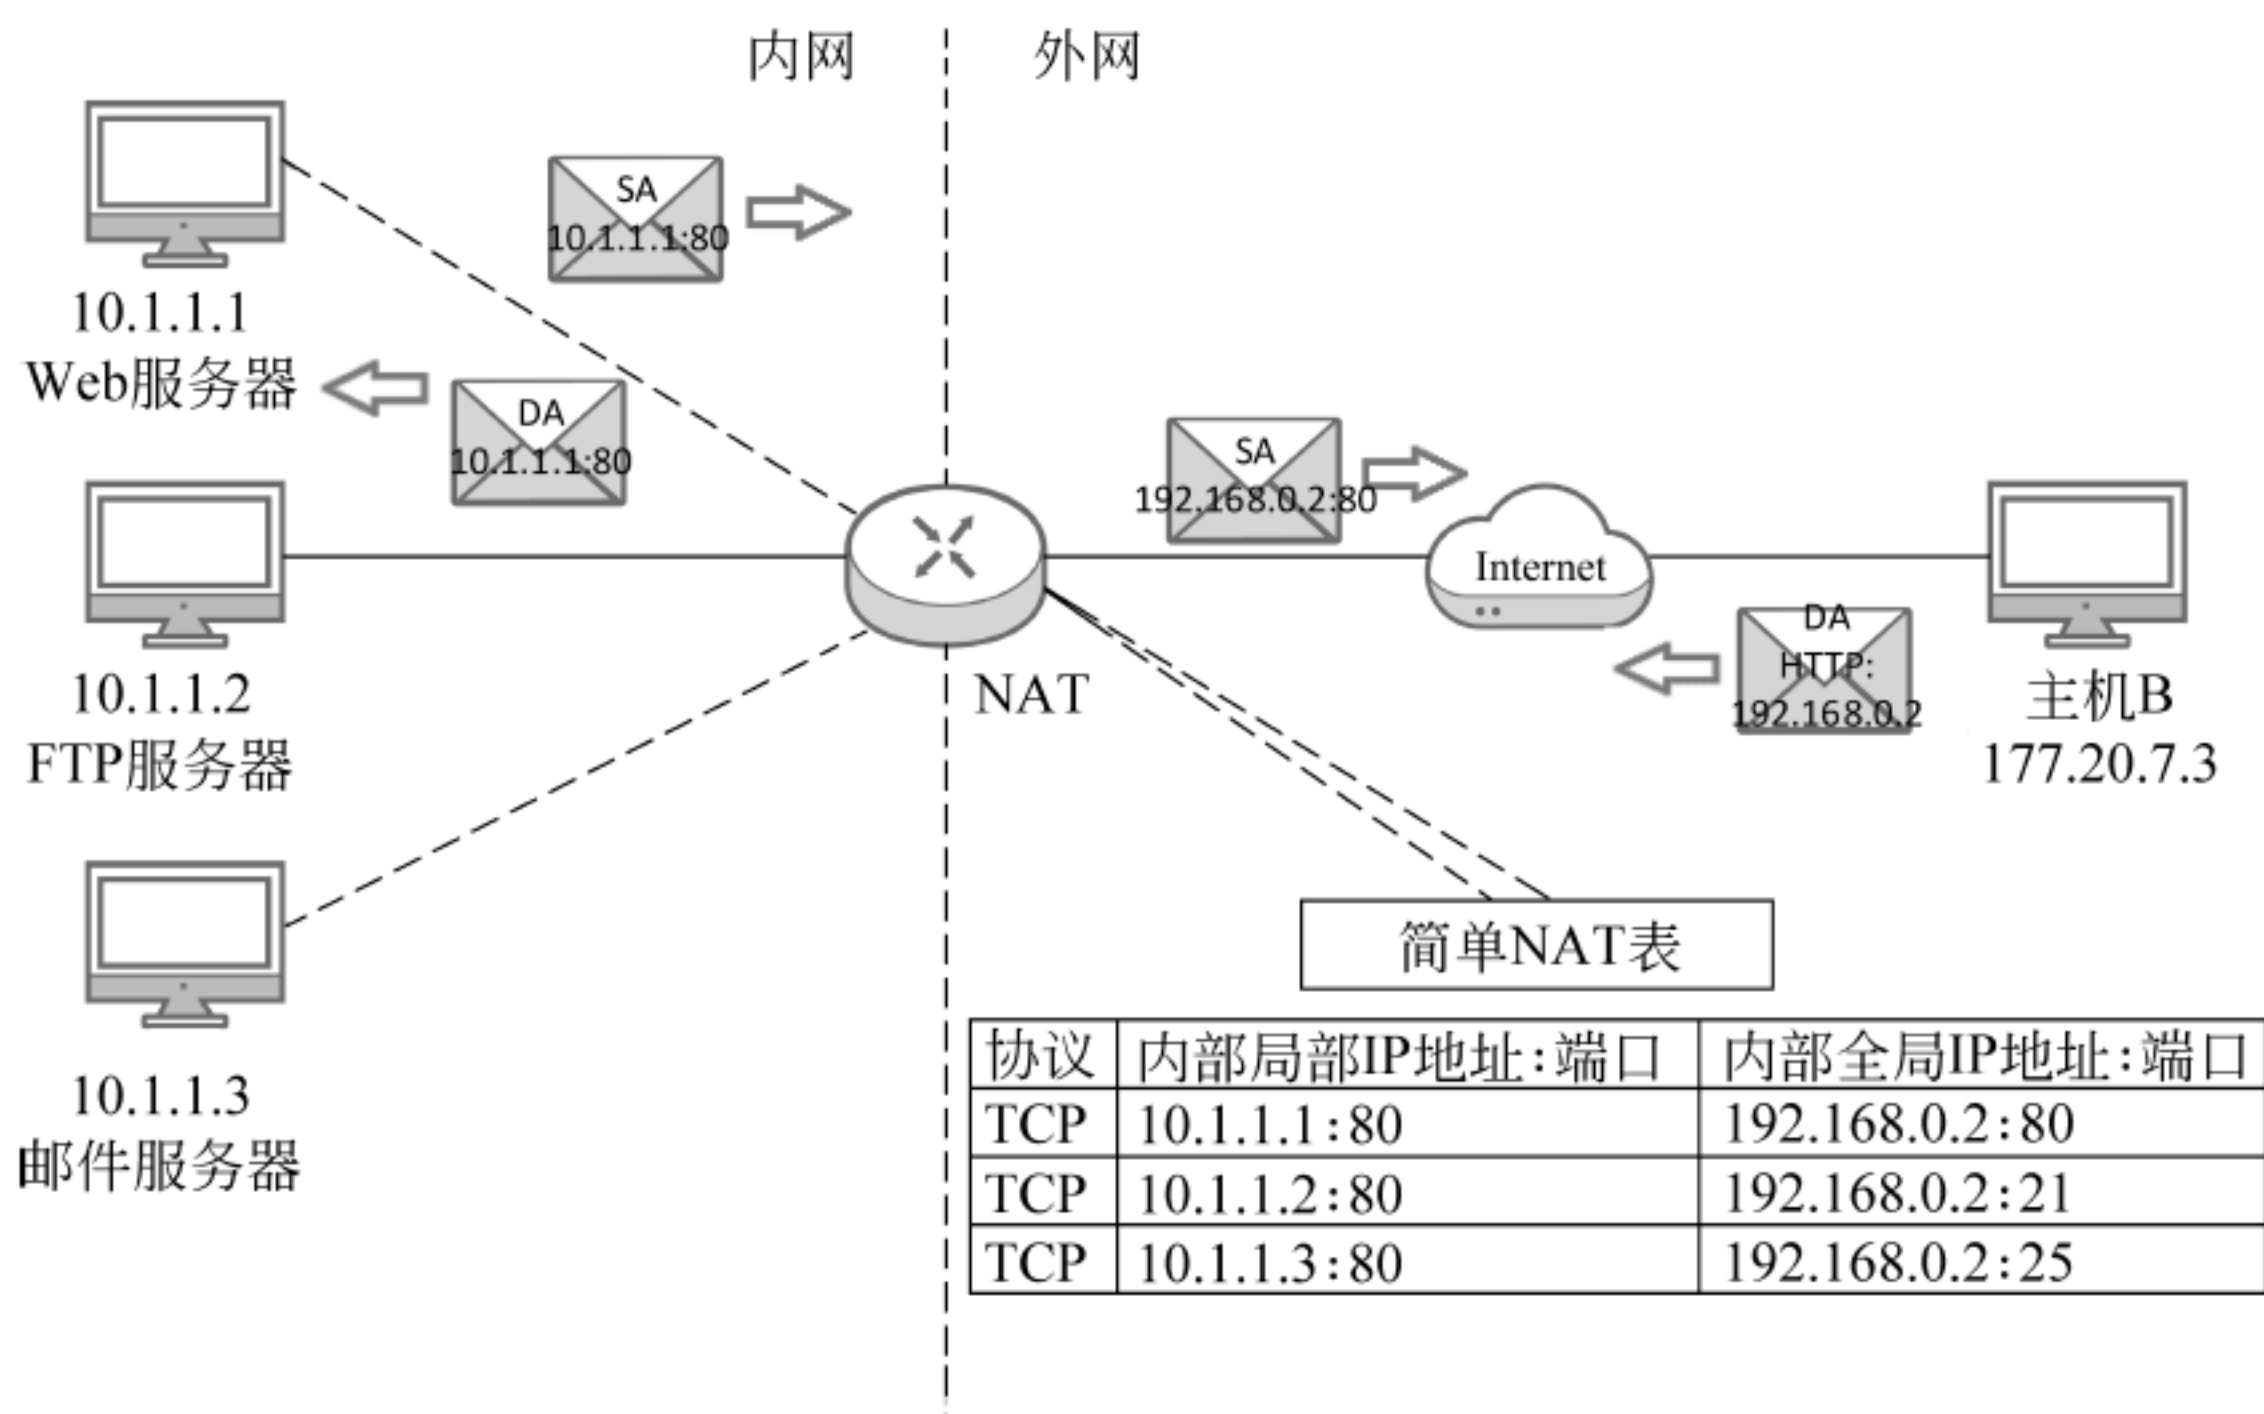 内网
外网
SA
10.1.1.1:80
10.1.1.1
Web服务器
DA
10.1.1.1:80
SA
192.168.0.2:80
Internet
10.1.1.2
FTP服务器
NAT
DA
HTTP:
192.168.0.2
主机B
177.20.7.3
10.1.1.3
邮件服务器
简单NAT表
协议 内部局部IP地址:端口 内部全局IP地址:端口
TCP 10.1.1.1:80 192.168.0.2:80
TCP 10.1.1.2:80 192.168.0.2:21
TCP 10.1.1.3:80 192.168.0.2:25